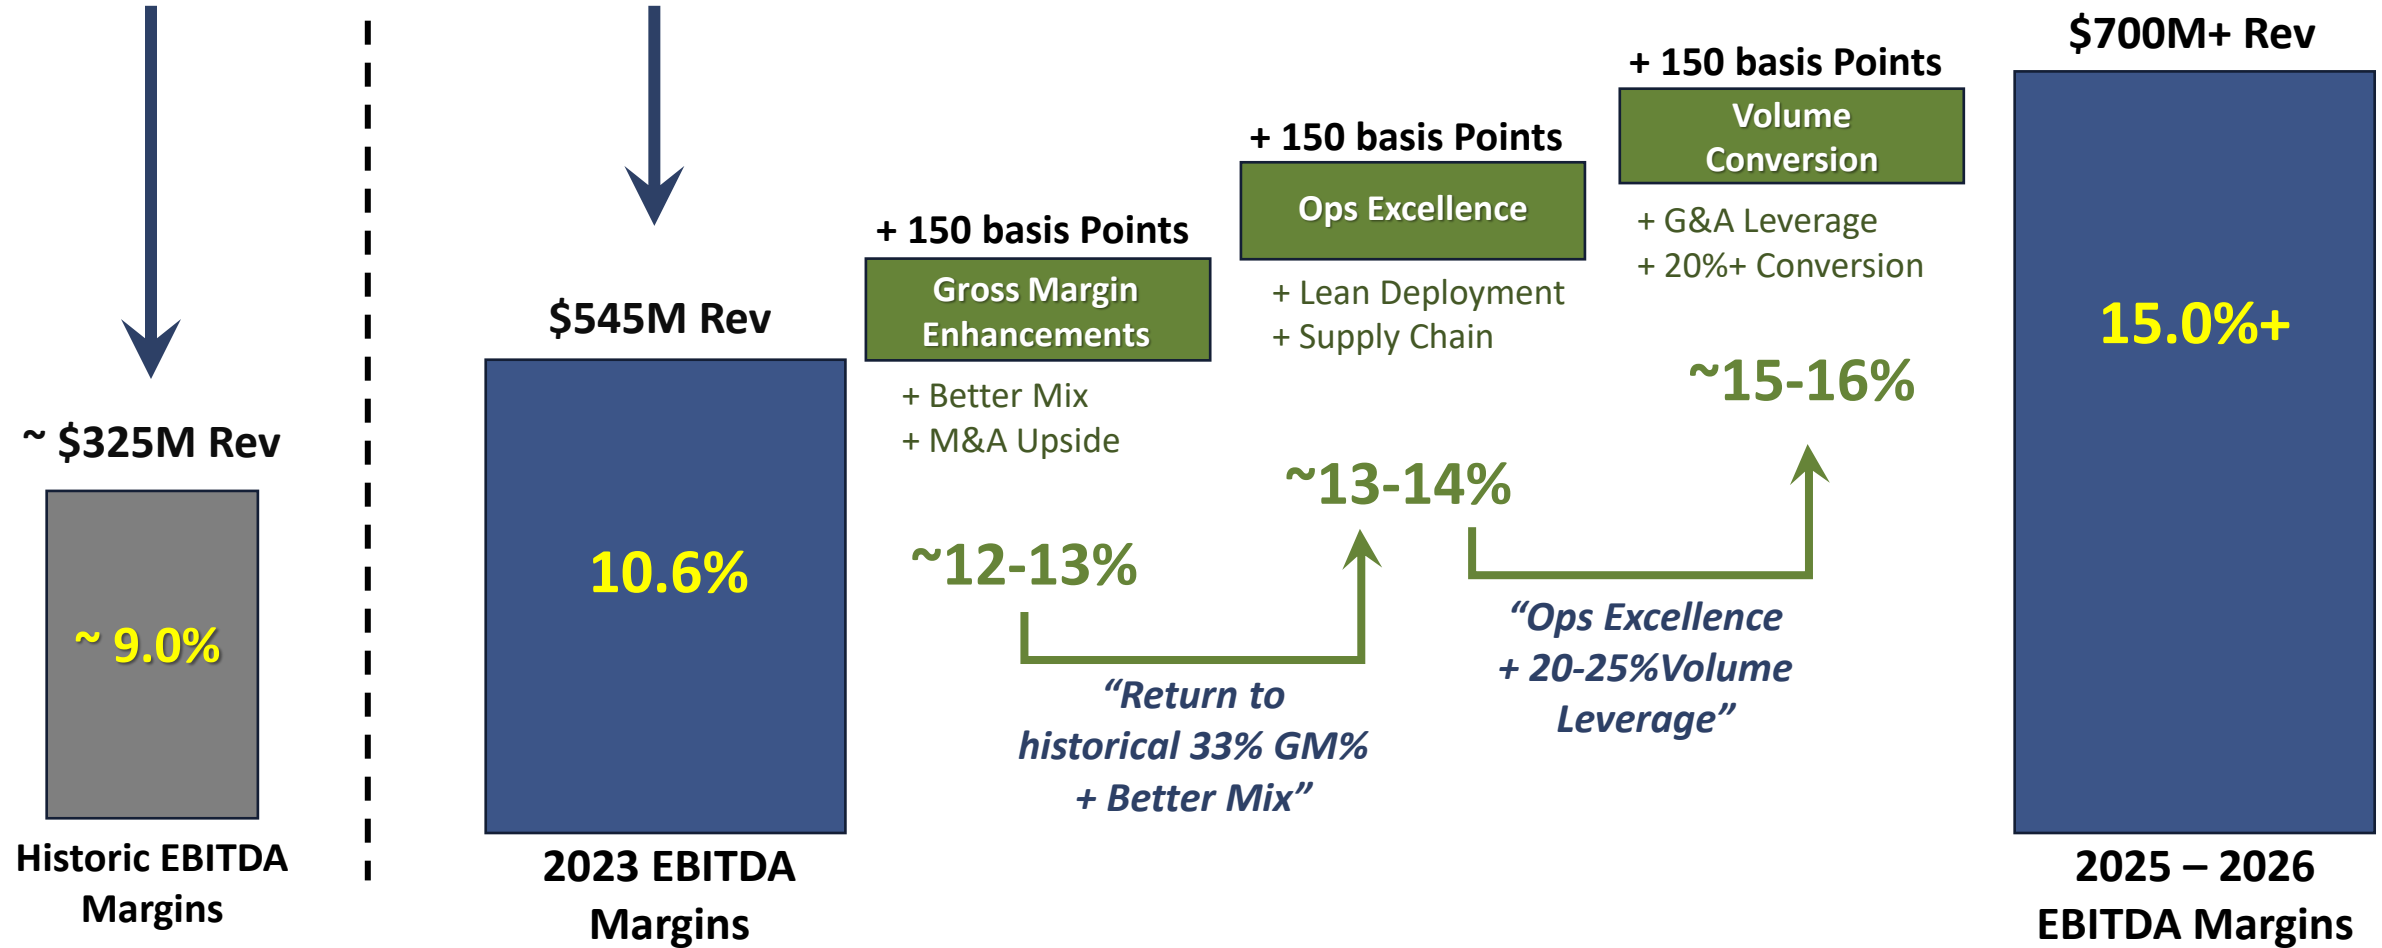 ~ $325M Rev
~ 9.0%
Historic EBITDA
Margins
$545M Rev
10.6%
2023 EBITDA
Margins
+ 150 basis Points
Gross Margin
Enhancements
+ Better Mix
+ M&A Upside
~12-13%
“Return to
historical 33% GM%
+ Better Mix”
+ 150 basis Points
Ops Excellence
+ Lean Deployment
+ Supply Chain
~13-14%
“Ops Excellence
+ 20-25%Volume
Leverage”
+ 150 basis Points
Volume
Conversion
+ G&A Leverage
+ 20%+ Conversion
~15-16%
$700M+ Rev
15.0%+
2025 – 2026
EBITDA Margins